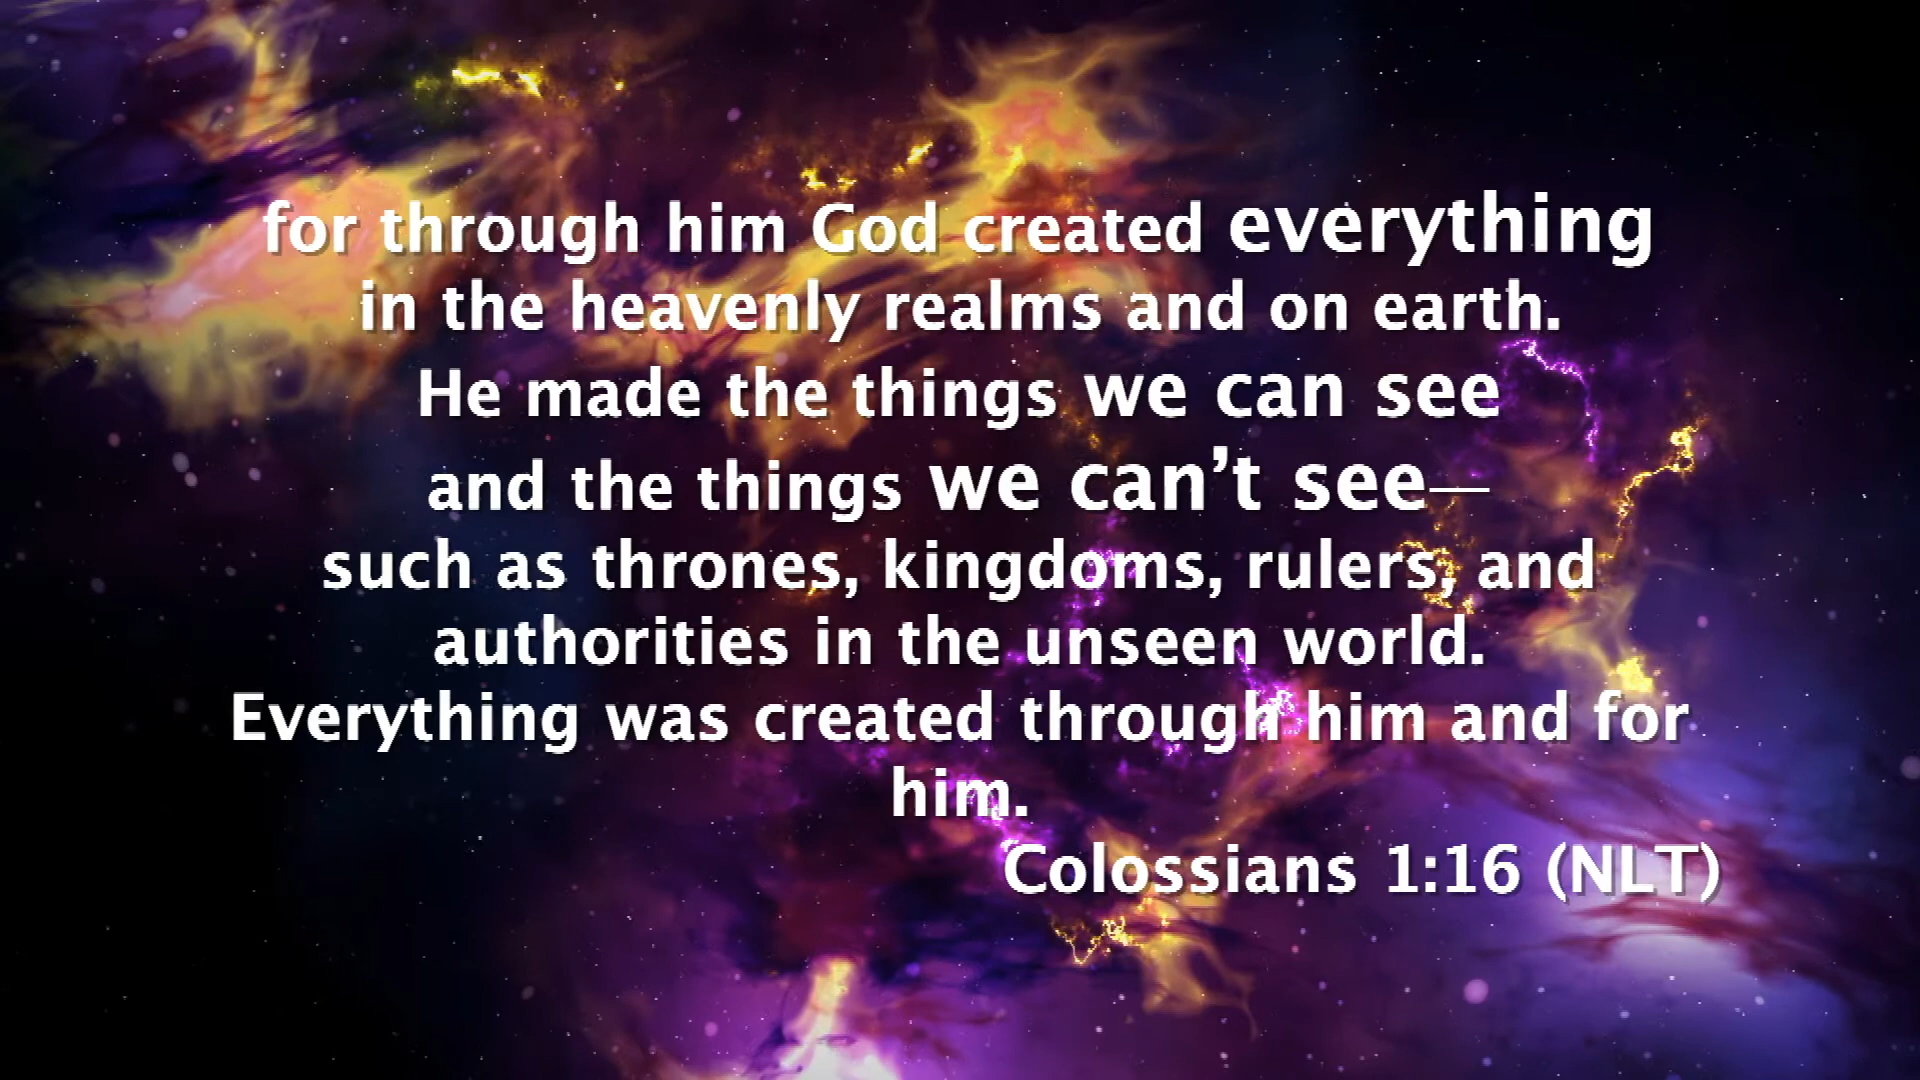 for through him God created everything
in the heavenly realms and on earth.
He made the things we can see
and the things we can’t see—
such as thrones, kingdoms, rulers, and
authorities in the unseen world.
Everything was created through him and for
him.
Colossians 1:16 (NLT)